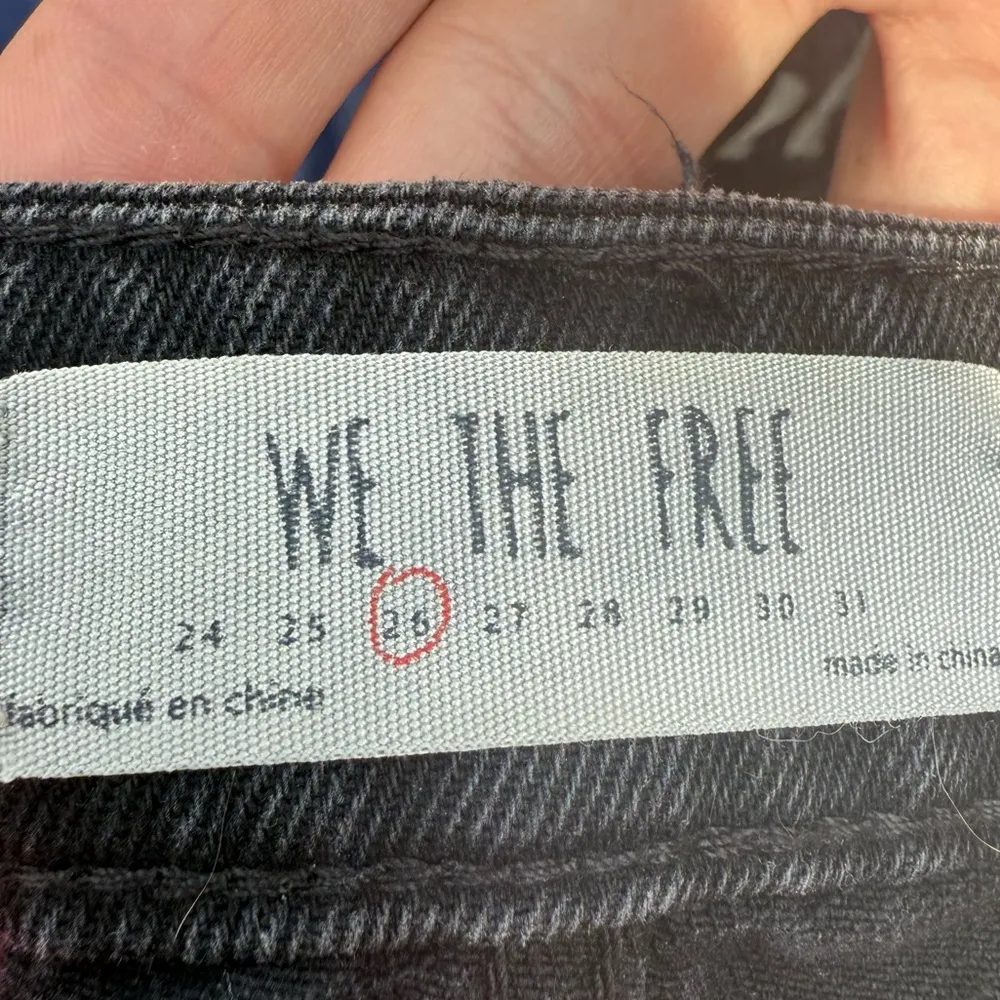 WE THE FREE
24 25 26 27 28 29 30 31
made in china
fabriqué en chine